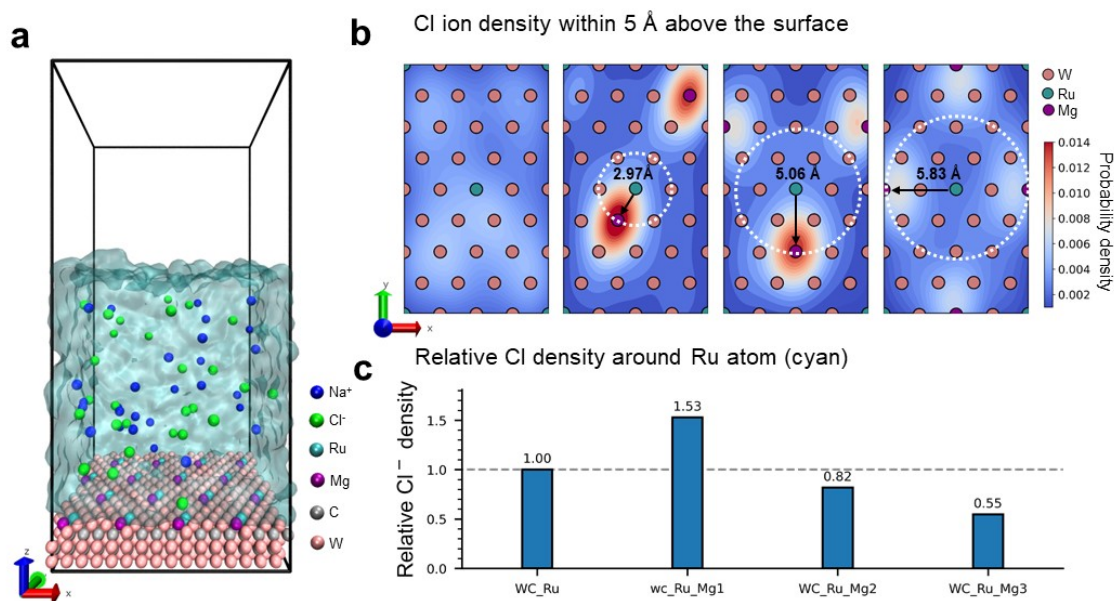 a
Na⁺
Cl⁻
Ru
Mg
C
W
z
x
b
Cl ion density within 5 Å above the surface
2.97Å
5.06 Å
5.83 Å
W
Ru
Mg
0.014
0.012
0.010
0.008
0.006
0.004
0.002
Probability density
y
x
Relative Cl density around Ru atom (cyan)
c
Relative Cl⁻ density
1.5
1.0
0.5
0.0
1.00
1.53
0.82
0.55
WC_Ru
wc_Ru_Mg1
WC_Ru_Mg2
WC_Ru_Mg3